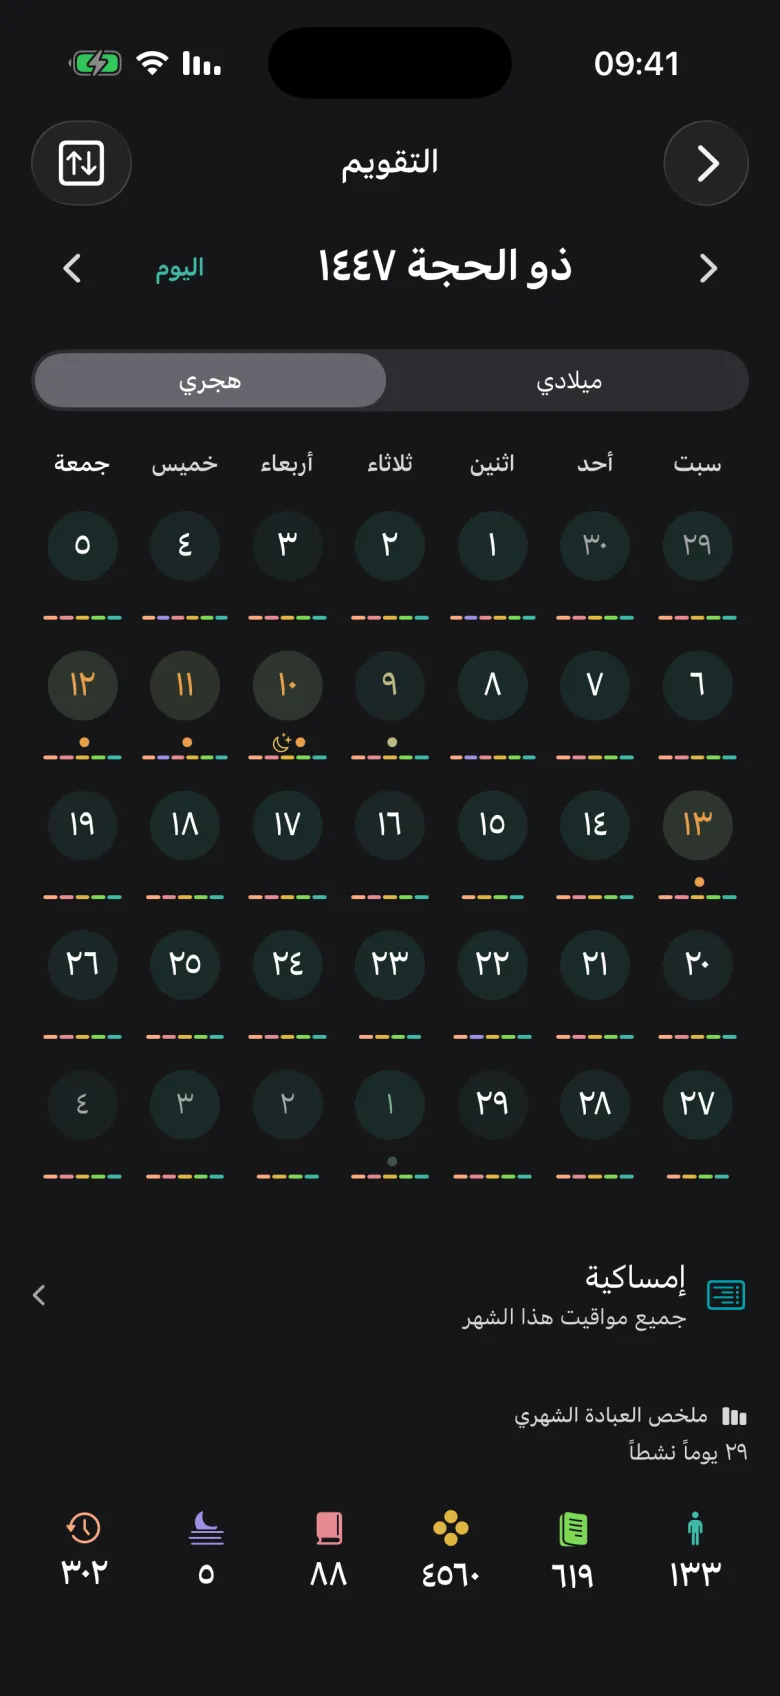 09:41
التقويم
ذو الحجة ١٤٤٧ اليوم
ميلادي هجري
سبت أحد اثنين ثلاثاء أربعاء خميس جمعة
٢٩ ٣٠ ١ ٢ ٣ ٤ ٥
٦ ٧ ٨ ٩ ١٠ ١١ ١٢
١٣ ١٤ ١٥ ١٦ ١٧ ١٨ ١٩
٢٠ ٢١ ٢٢ ٢٣ ٢٤ ٢٥ ٢٦
٢٧ ٢٨ ٢٩ ١ ٢ ٣ ٤
إمساكية
جميع مواقيت هذا الشهر
ملخص العبادة الشهري
٢٩ يوماً نشطاً
١٣٣ ٦١٩ ٤٥٦٠ ٨٨ ٥ ٣٠٢